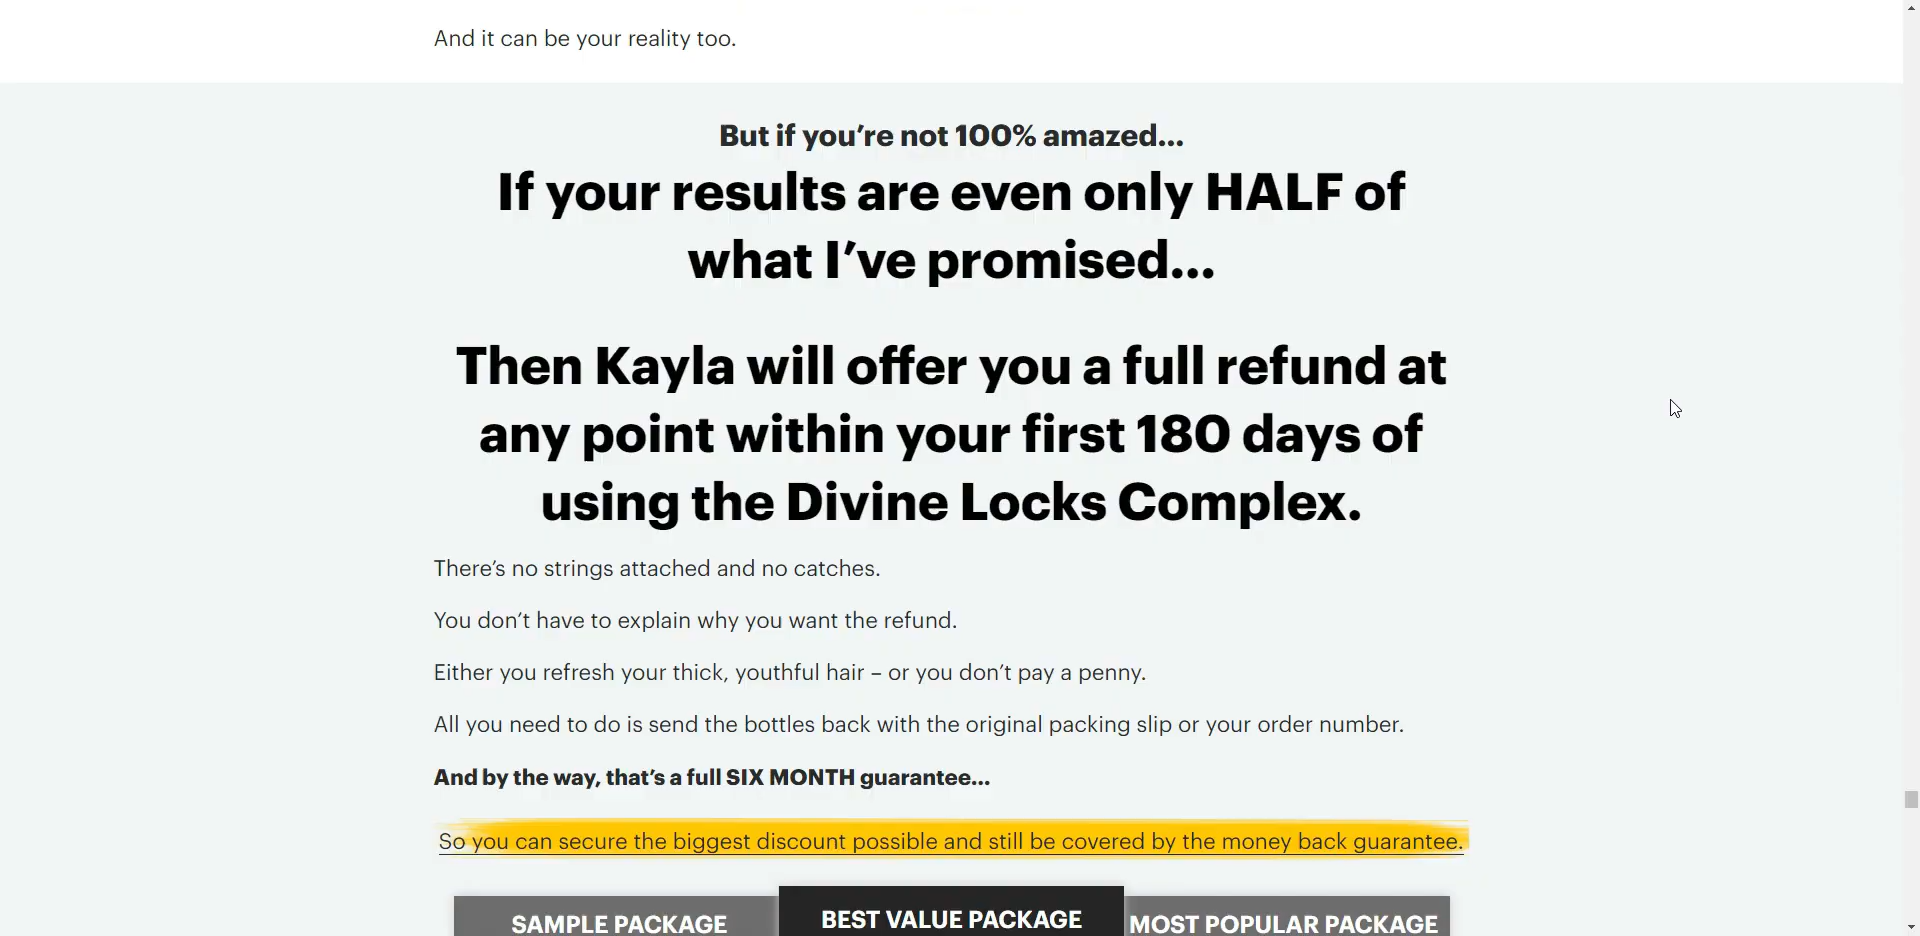 And it can be your reality too.
But if you’re not 100% amazed...
If your results are even only HALF of
what I’ve promised...
Then Kayla will offer you a full refund at
any point within your first 180 days of
using the Divine Locks Complex.
There’s no strings attached and no catches.
You don’t have to explain why you want the refund.
Either you refresh your thick, youthful hair – or you don’t pay a penny.
All you need to do is send the bottles back with the original packing slip or your order number.
And by the way, that’s a full SIX MONTH guarantee...
So you can secure the biggest discount possible and still be covered by the money back guarantee.
SAMPLE PACKAGE
BEST VALUE PACKAGE
MOST POPULAR PACKAGE